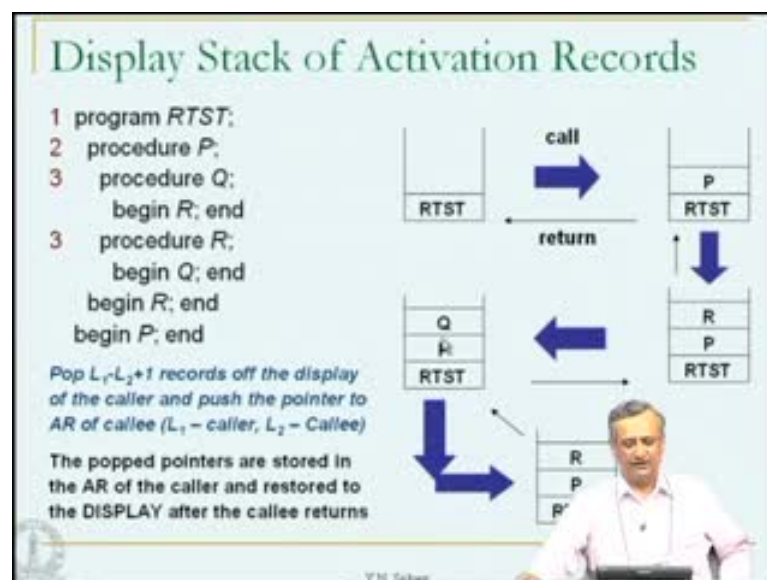 Display Stack of Activation Records
1 program RTST;
2 procedure P;
3 procedure Q;
begin R; end
3 procedure R;
begin Q; end
begin R; end
begin P; end
Pop L₁-L₂+1 records off the display
of the caller and push the pointer to
AR of callee (L₁ – caller, L₂ – Callee)
The popped pointers are stored in
the AR of the caller and restored to
the DISPLAY after the callee returns
RTST
call
return
P
RTST
R
P
RTST
Q
RTST
R
P